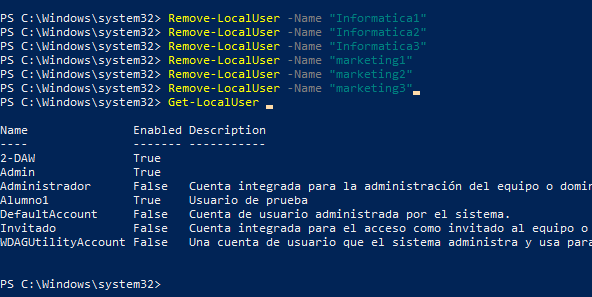 PS C:\Windows\system32> Remove-LocalUser -Name "Informatica1"
PS C:\Windows\system32> Remove-LocalUser -Name "Informatica2"
PS C:\Windows\system32> Remove-LocalUser -Name "Informatica3"
PS C:\Windows\system32> Remove-LocalUser -Name "marketing1"
PS C:\Windows\system32> Remove-LocalUser -Name "marketing2"
PS C:\Windows\system32> Remove-LocalUser -Name "marketing3"
PS C:\Windows\system32> Get-LocalUser
Name Enabled Description
---- ------- -----------
2-DAW True
Admin True
Administrador False Cuenta integrada para la administración del equipo o domin
Alumno1 True Usuario de prueba
DefaultAccount False Cuenta de usuario administrada por el sistema.
Invitado False Cuenta integrada para el acceso como invitado al equipo o
WDAGUtilityAccount False Una cuenta de usuario que el sistema administra y usa para
PS C:\Windows\system32>